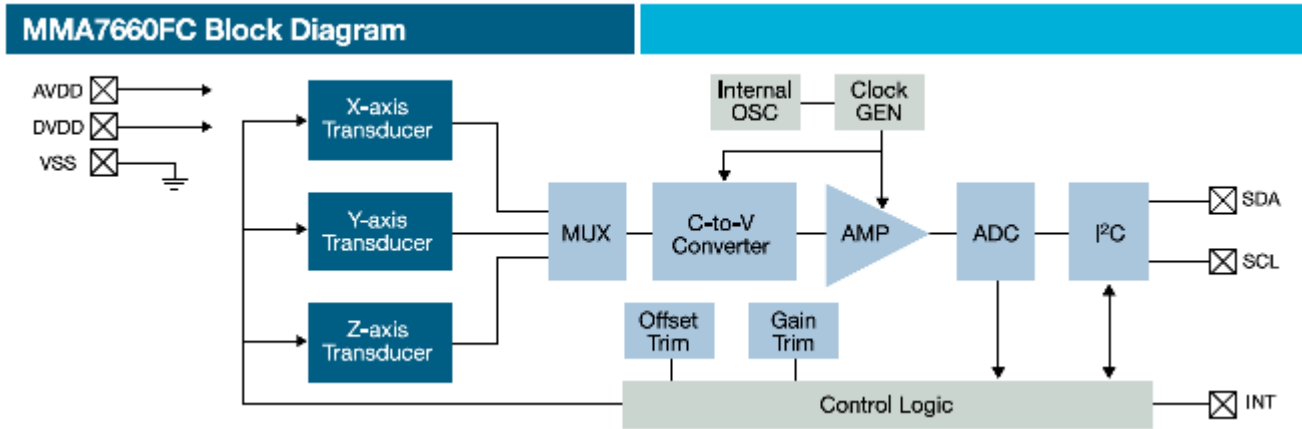 MMA7660FC Block Diagram
AVDD
DVDD
VSS
X-axis
Transducer
Y-axis
Transducer
Z-axis
Transducer
Internal
OSC
Clock
GEN
MUX
C-to-V
Converter
AMP
ADC
I²C
SDA
SCL
Offset
Trim
Gain
Trim
Control Logic
INT